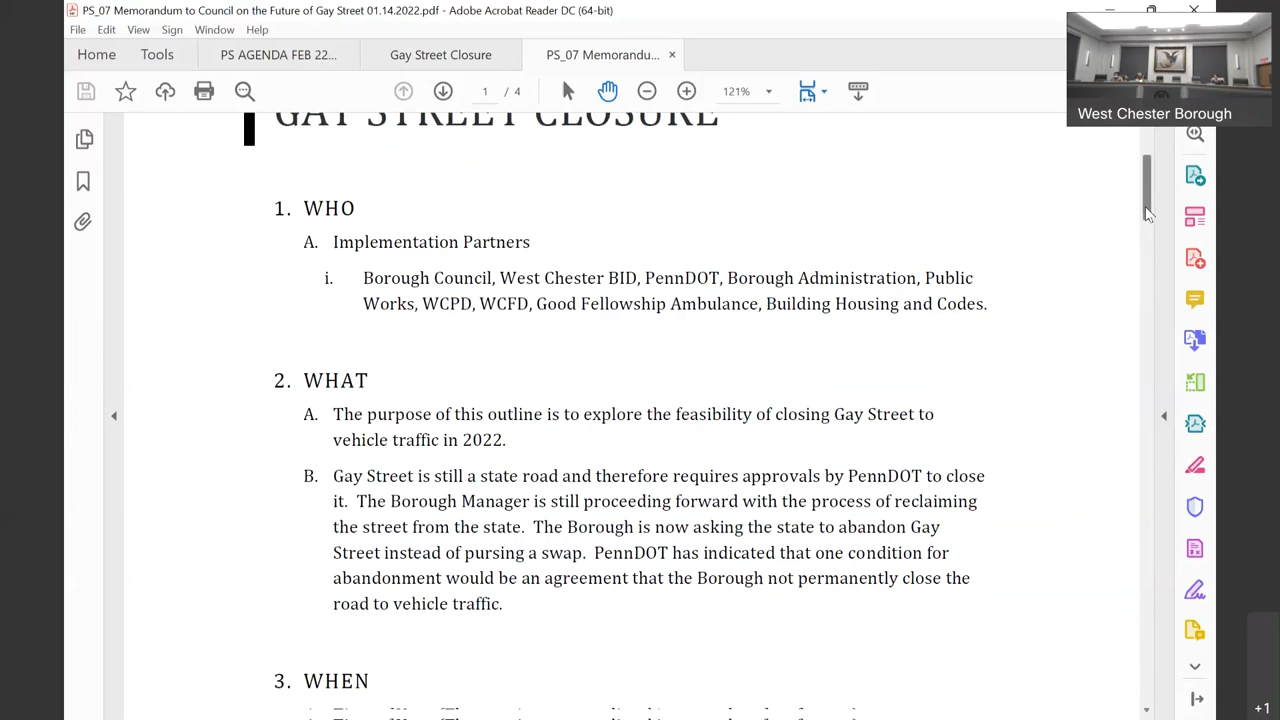 PS_07 Memorandum to Council on the Future of Gay Street 01.14.2022.pdf - Adobe Acrobat Reader DC (64-bit)
File Edit View Sign Window Help
Home Tools PS AGENDA FEB 22... Gay Street Closure PS_07 Memorandu... ×
1 / 4 121%
West Chester Borough
GAY STREET CLOSURE
1. WHO
A. Implementation Partners
i. Borough Council, West Chester BID, PennDOT, Borough Administration, Public
Works, WCPD, WCFD, Good Fellowship Ambulance, Building Housing and Codes.
2. WHAT
A. The purpose of this outline is to explore the feasibility of closing Gay Street to
vehicle traffic in 2022.
B. Gay Street is still a state road and therefore requires approvals by PennDOT to close
it. The Borough Manager is still proceeding forward with the process of reclaiming
the street from the state. The Borough is now asking the state to abandon Gay
Street instead of pursing a swap. PennDOT has indicated that one condition for
abandonment would be an agreement that the Borough not permanently close the
road to vehicle traffic.
3. WHEN
+1